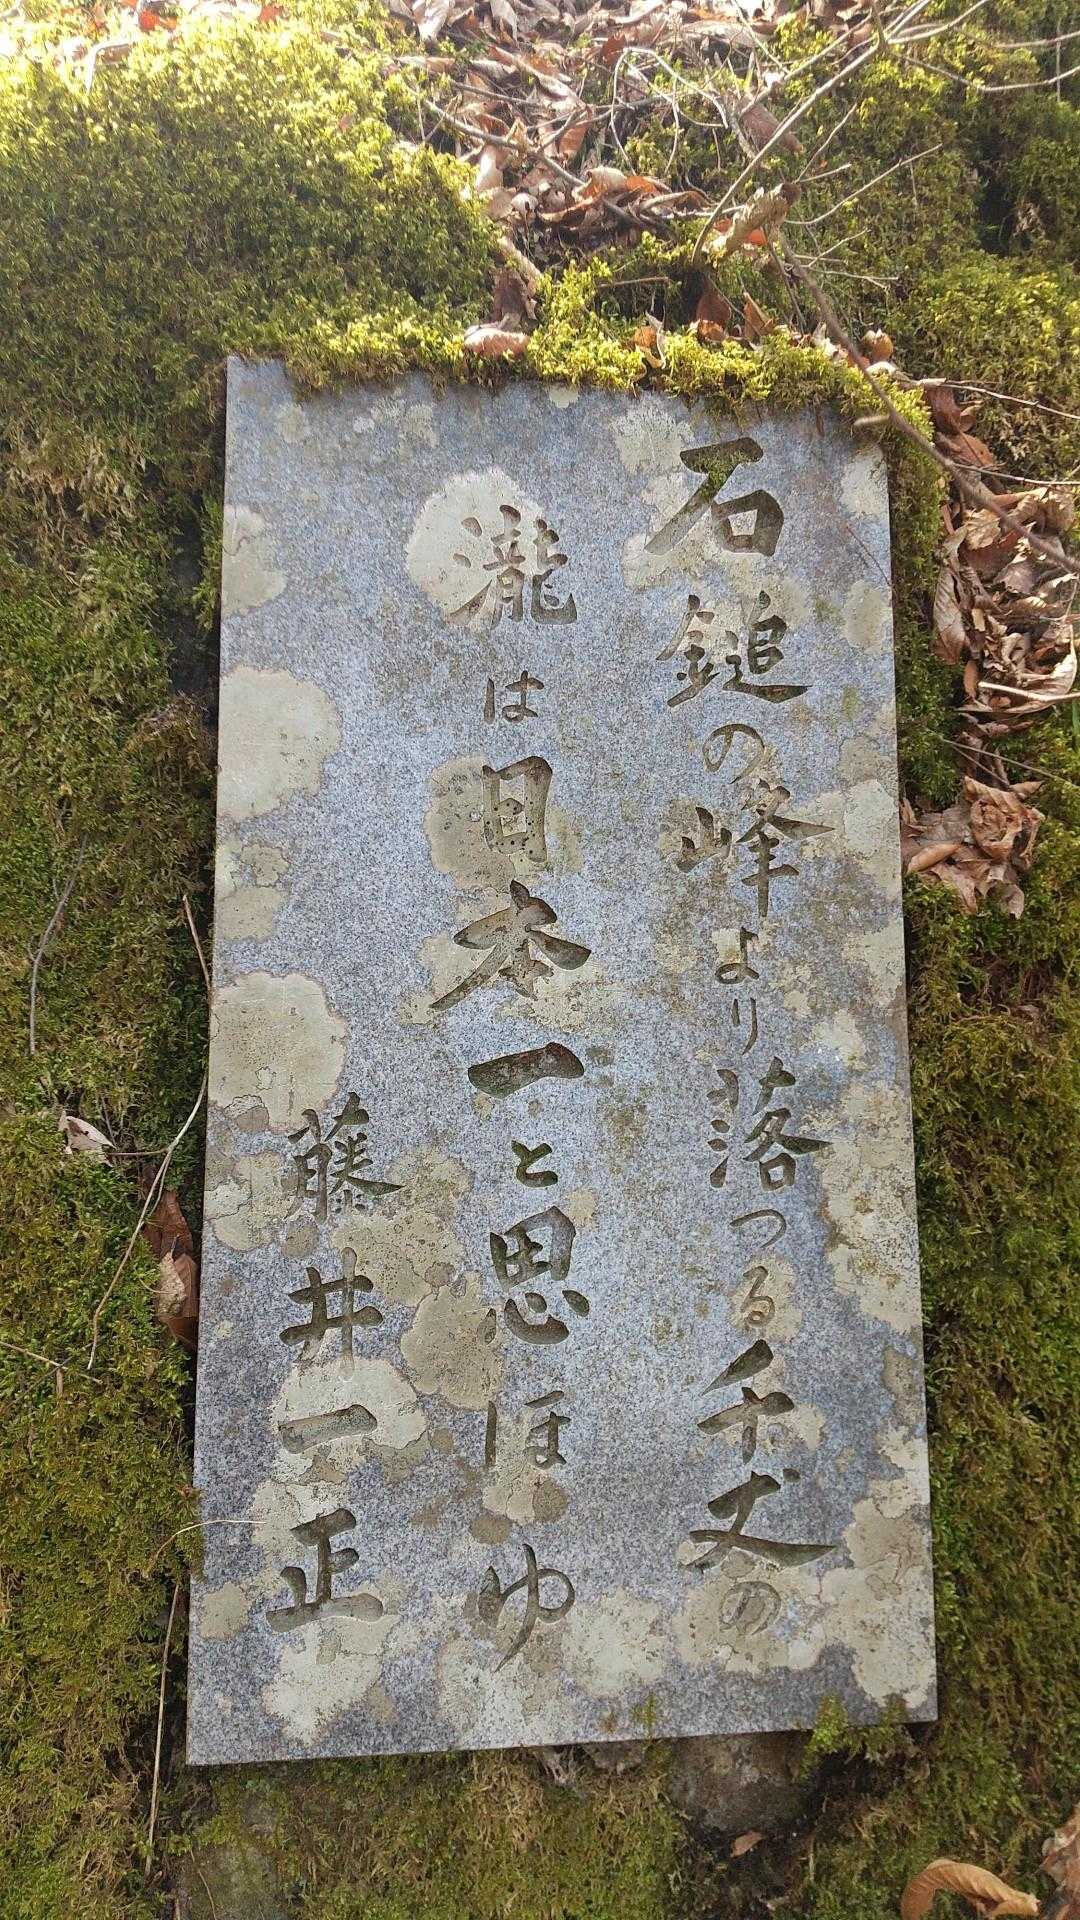 石鎚の峰より落つる千丈の
瀧は日本一と思ほゆ
藤井一正